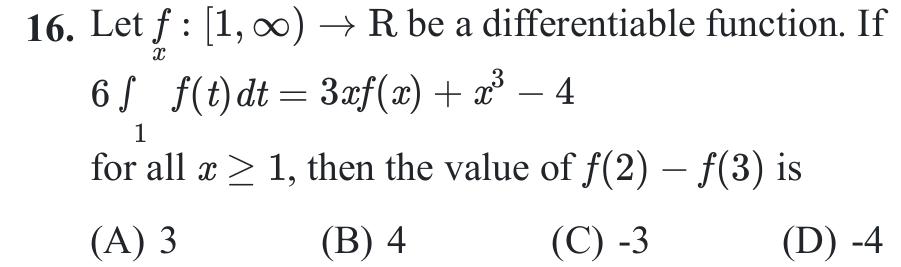 16. Let f : [1, ∞) → R be a differentiable function. If
x
6 ∫ f(t) dt = 3xf(x) + x³ − 4
1
for all x ≥ 1, then the value of f(2) − f(3) is
(A) 3 (B) 4 (C) -3 (D) -4